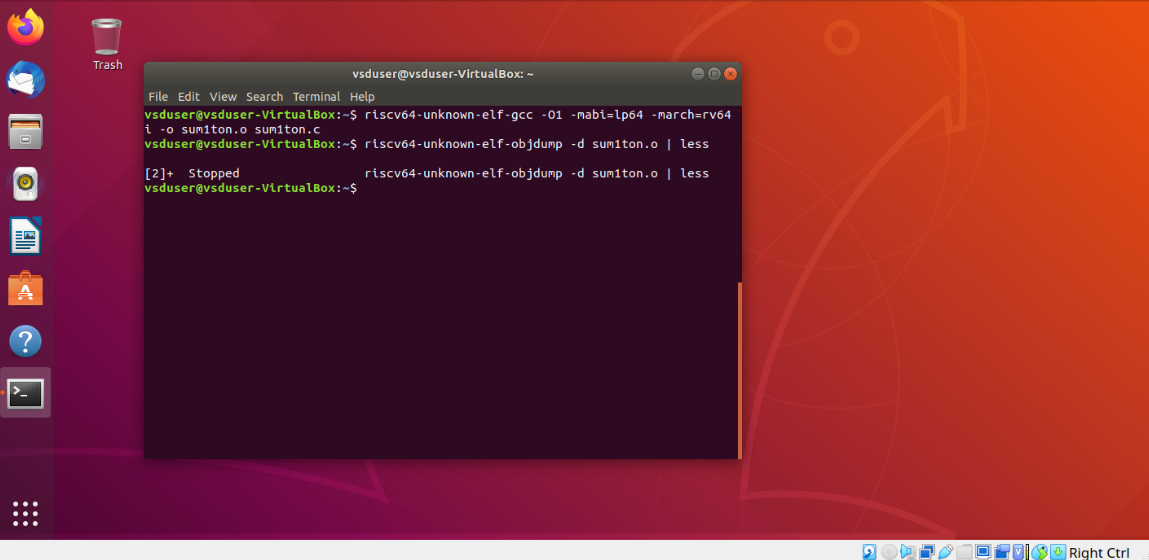 Trash
vsduser@vsduser-VirtualBox: ~
File Edit View Search Terminal Help
vsduser@vsduser-VirtualBox:~$ riscv64-unknown-elf-gcc -O1 -mabi=lp64 -march=rv64
i -o sum1ton.o sum1ton.c
vsduser@vsduser-VirtualBox:~$ riscv64-unknown-elf-objdump -d sum1ton.o | less
[2]+  Stopped                 riscv64-unknown-elf-objdump -d sum1ton.o | less
vsduser@vsduser-VirtualBox:~$
Right Ctrl